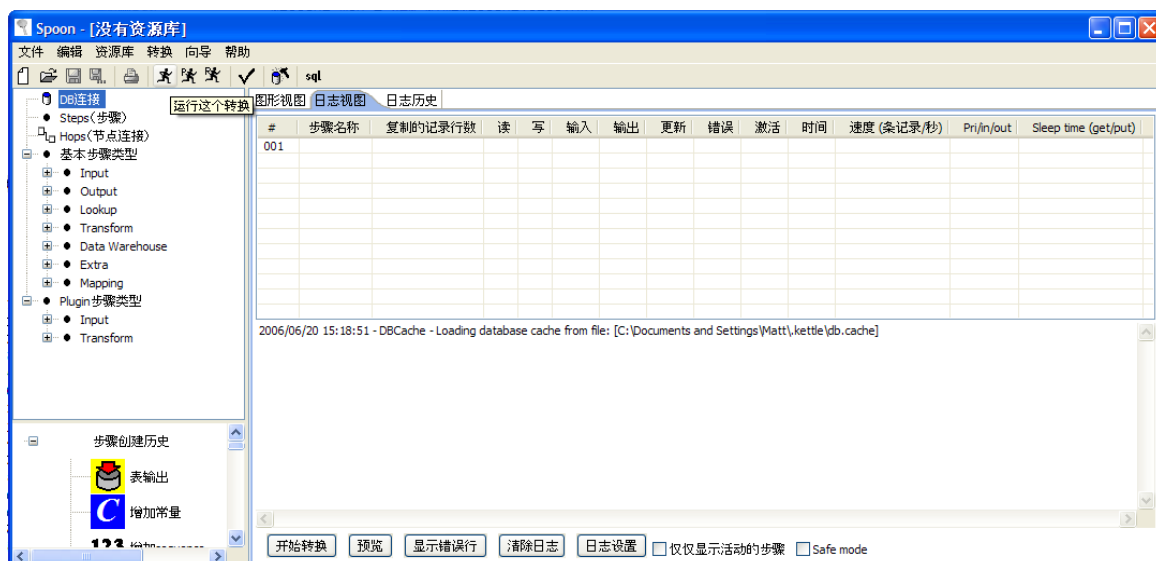 Spoon - [没有资源库]
文件 编辑 资源库 转换 向导 帮助
sql
DB连接
运行这个转换
Steps(步骤)
Hops(节点连接)
基本步骤类型
Input
Output
Lookup
Transform
Data Warehouse
Extra
Mapping
Plugin 步骤类型
Input
Transform
步骤创建历史
表输出
C 增加常量
123
图形视图 日志视图 日志历史
# 步骤名称 复制的记录行数 读 写 输入 输出 更新 错误 激活 时间 速度 (条记录/秒) Pri/in/out Sleep time (get/put)
001
2006/06/20 15:18:51 - DBCache - Loading database cache from file: [C:\Documents and Settings\Matt\.kettle\db.cache]
开始转换 预览 显示错误行 清除日志 日志设置 仅仅显示活动的步骤 Safe mode